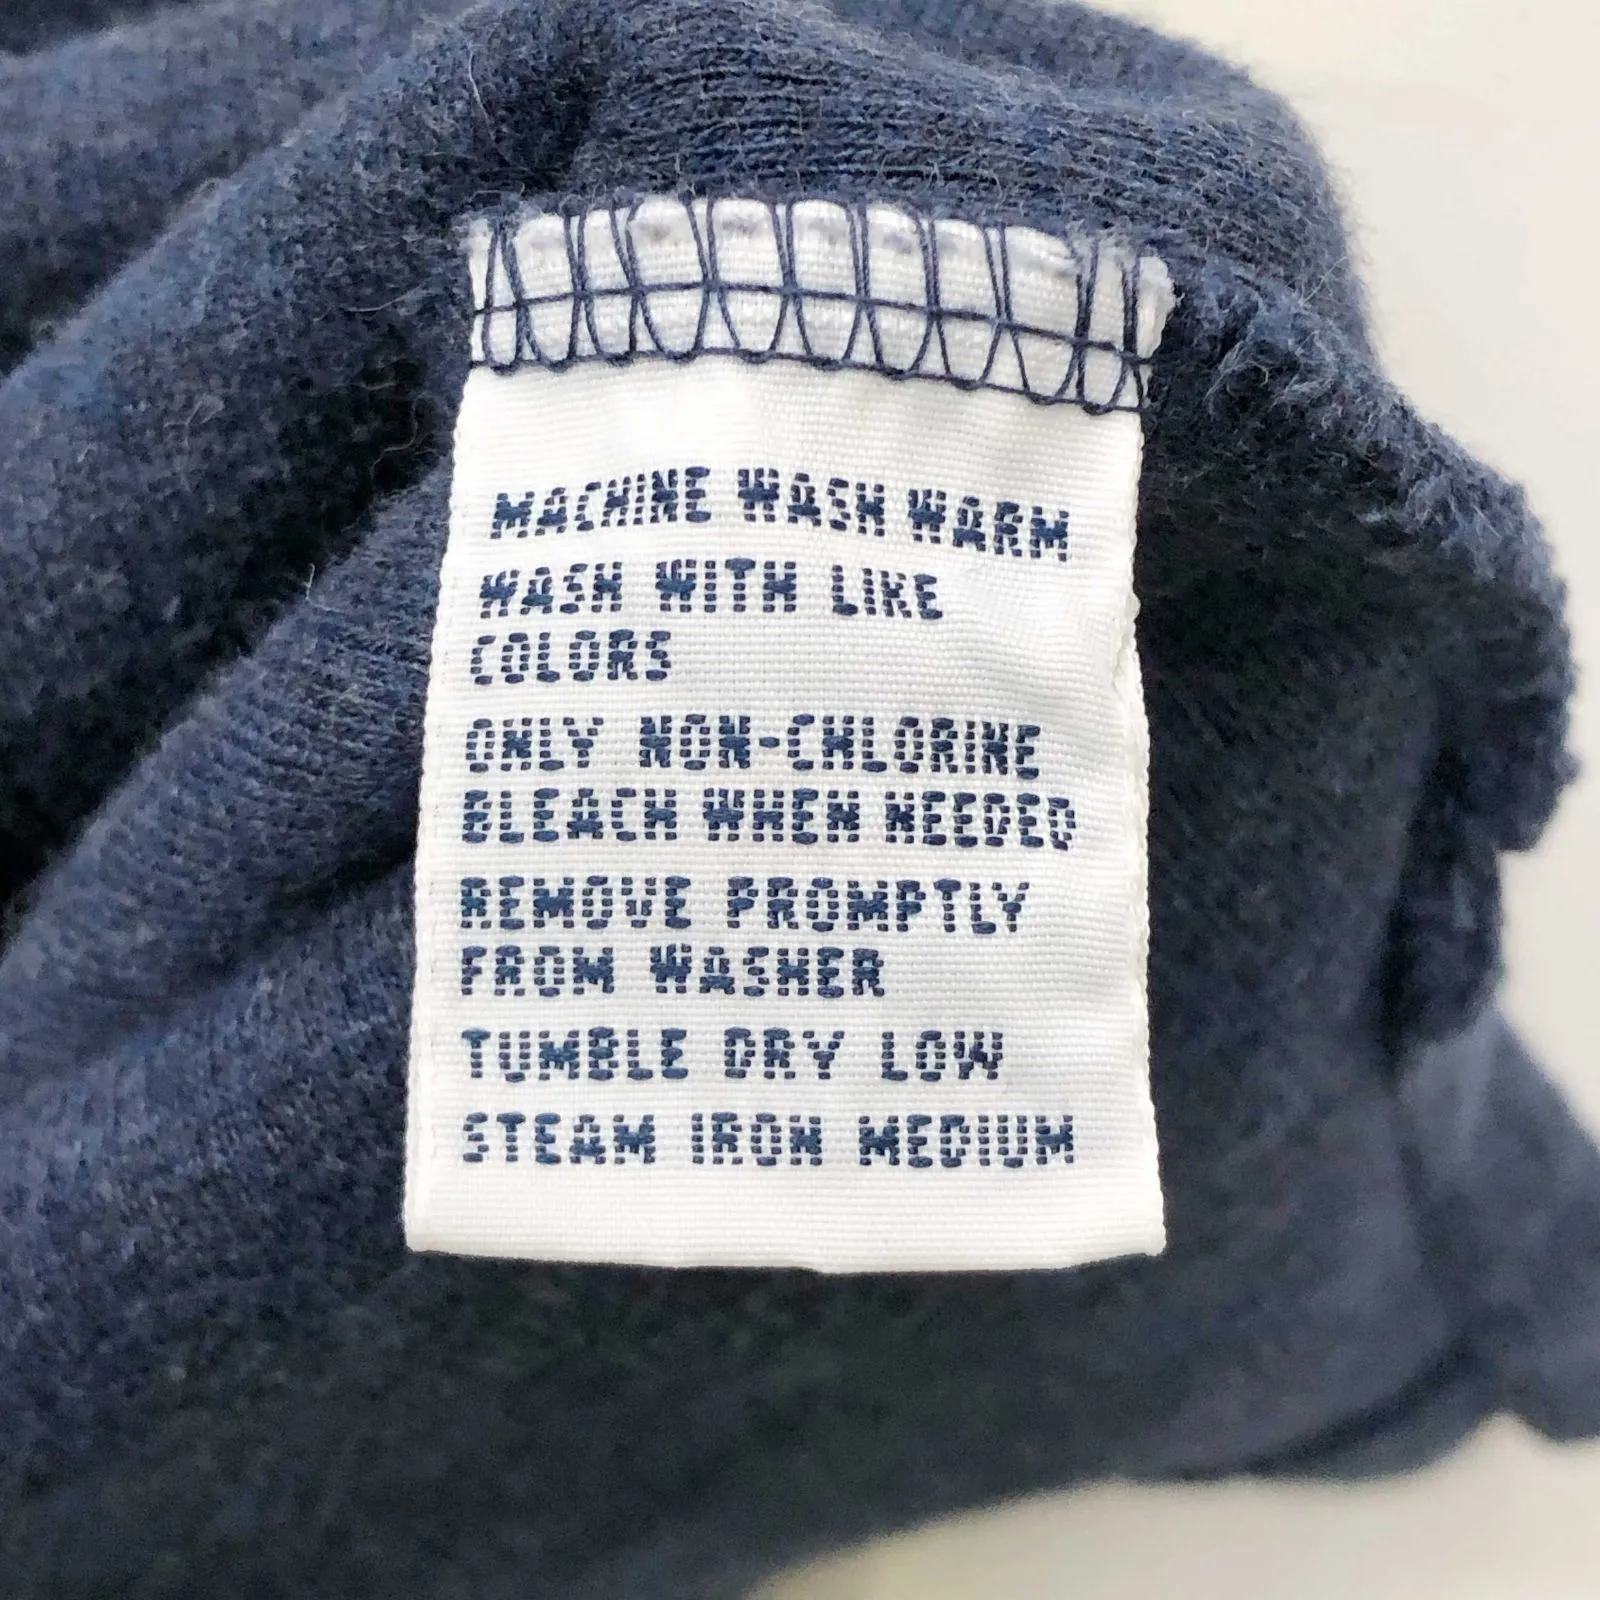 MACHINE WASH WARM
WASH WITH LIKE
COLORS
ONLY NON-CHLORINE
BLEACH WHEN NEEDED
REMOVE PROMPTLY
FROM WASHER
TUMBLE DRY LOW
STEAM IRON MEDIUM